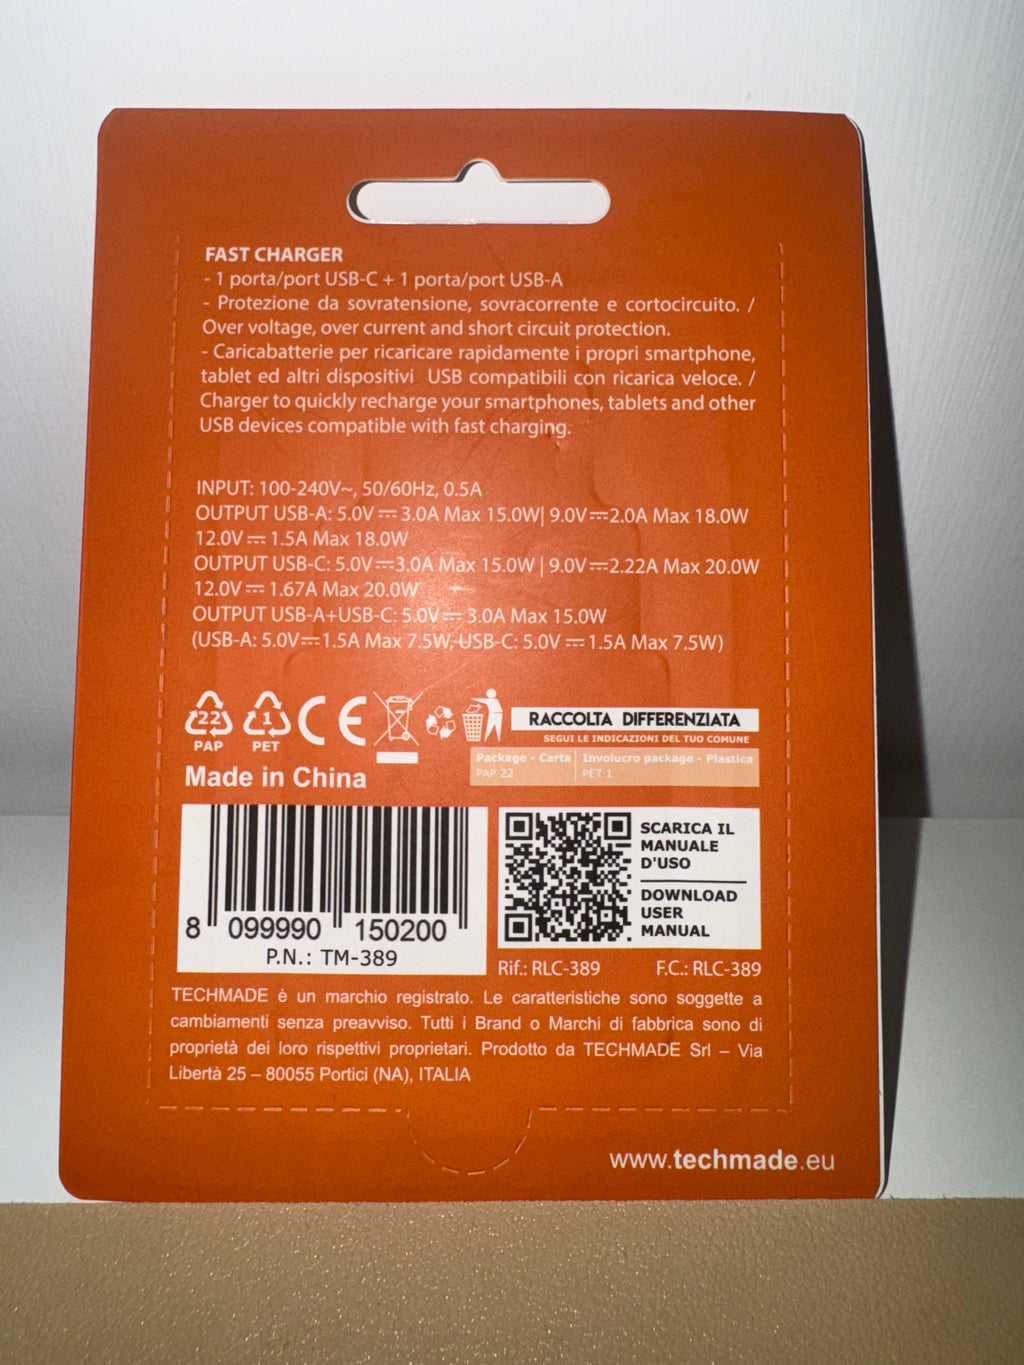 FAST CHARGER
- 1 porta/port USB-C + 1 porta/port USB-A
- Protezione da sovratensione, sovracorrente e cortocircuito. /
Over voltage, over current and short circuit protection.
- Caricabatterie per ricaricare rapidamente i propri smartphone,
tablet ed altri dispositivi USB compatibili con ricarica veloce. /
Charger to quickly recharge your smartphones, tablets and other
USB devices compatible with fast charging.
INPUT: 100-240V~, 50/60Hz, 0.5A
OUTPUT USB-A: 5.0V⎓3.0A Max 15.0W| 9.0V⎓2.0A Max 18.0W
12.0V⎓1.5A Max 18.0W
OUTPUT USB-C: 5.0V⎓3.0A Max 15.0W | 9.0V⎓2.22A Max 20.0W
12.0V⎓1.67A Max 20.0W
OUTPUT USB-A+USB-C: 5.0V⎓3.0A Max 15.0W
(USB-A: 5.0V⎓1.5A Max 7.5W, USB-C: 5.0V⎓1.5A Max 7.5W)
22
PAP
1
PET
CE
RACCOLTA DIFFERENZIATA
SEGUI LE INDICAZIONI DEL TUO COMUNE
Package - Carta
PAP 22
Involucro package - Plastica
PET 1
Made in China
8 099990 150200
P.N.: TM-389
SCARICA IL
MANUALE
D'USO
DOWNLOAD
USER
MANUAL
Rif.: RLC-389 F.C.: RLC-389
TECHMADE è un marchio registrato. Le caratteristiche sono soggette a
cambiamenti senza preavviso. Tutti i Brand o Marchi di fabbrica sono di
proprietà dei loro rispettivi proprietari. Prodotto da TECHMADE Srl – Via
Libertà 25 – 80055 Portici (NA), ITALIA
www.techmade.eu